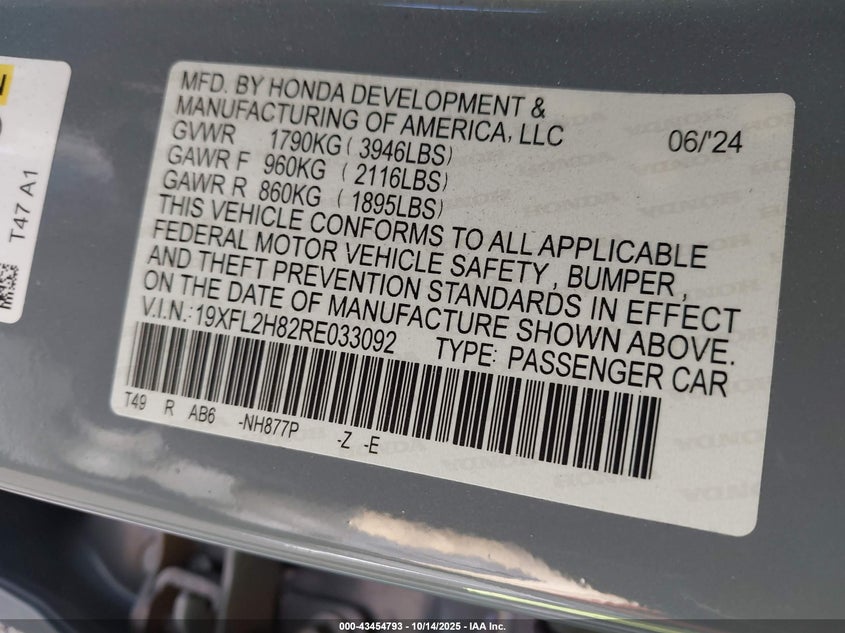 T47 A1
MFD. BY HONDA DEVELOPMENT &
MANUFACTURING OF AMERICA, LLC 06/'24
GVWR 1790KG ( 3946LBS)
GAWR F 960KG ( 2116LBS)
GAWR R 860KG ( 1895LBS)
THIS VEHICLE CONFORMS TO ALL APPLICABLE
FEDERAL MOTOR VEHICLE SAFETY , BUMPER ,
AND THEFT PREVENTION STANDARDS IN EFFECT
ON THE DATE OF MANUFACTURE SHOWN ABOVE.
V.I.N.: 19XFL2H82RE033092 TYPE: PASSENGER CAR
T49 R AB6 -NH877P -Z -E
000-43454793 - 10/14/2025 - IAA Inc.